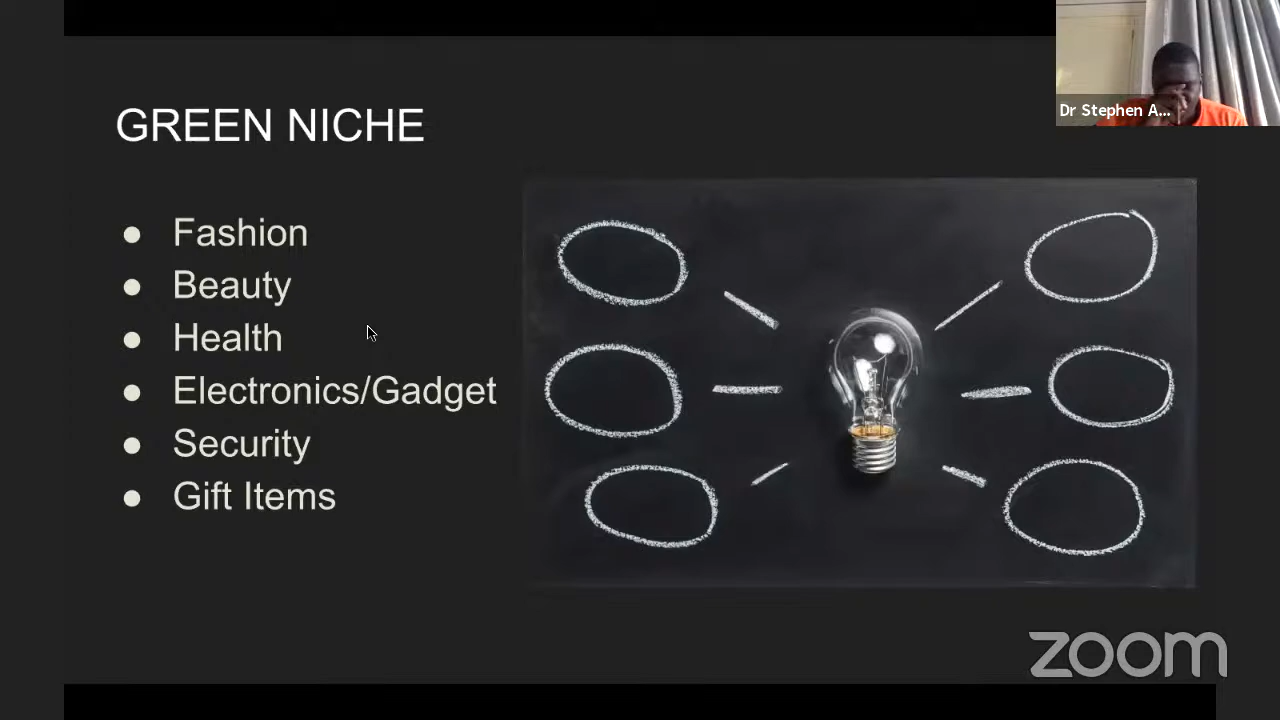 GREEN NICHE
Dr Stephen A...
● Fashion
● Beauty
● Health
● Electronics/Gadget
● Security
● Gift Items
zoom